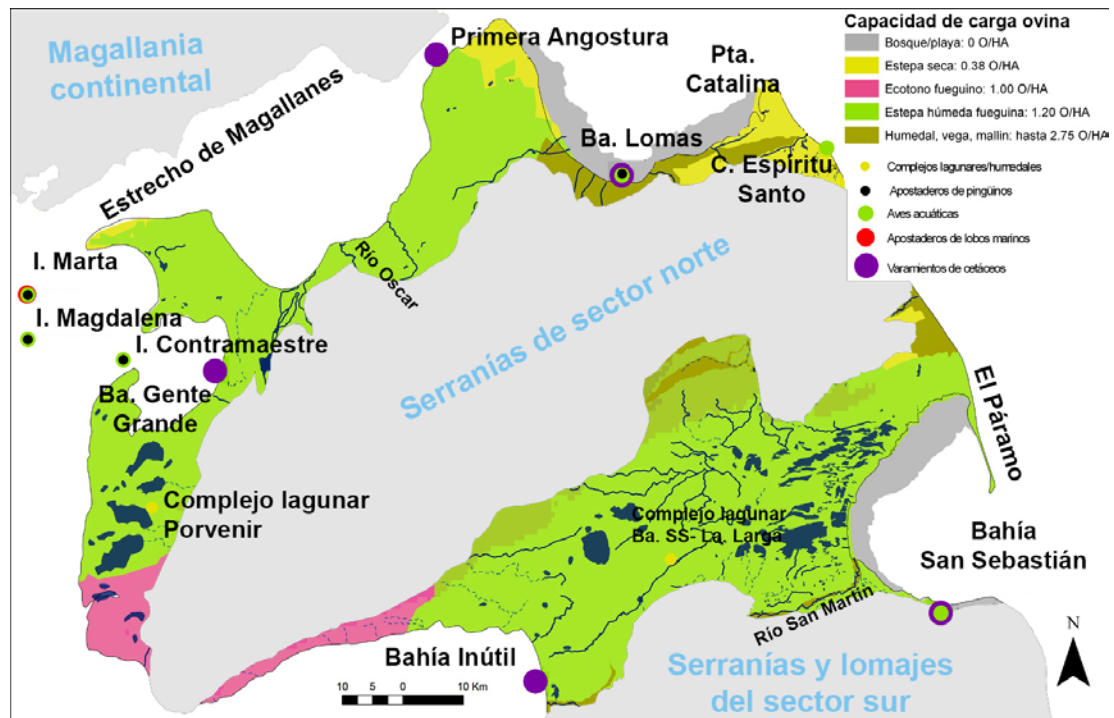 Magallania
continental
Primera Angostura
Pta.
Catalina
Capacidad de carga ovina
Bosque/playa: 0 O/HA
Estepa seca: 0.38 O/HA
Ecotono fueguino: 1.00 O/HA
Estepa húmeda fueguina: 1.20 O/HA
Humedal, vega, mallin: hasta 2.75 O/HA
Complejos lagunares/humedales
Apostaderos de pingüinos
Aves acuáticas
Apostaderos de lobos marinos
Varamientos de cetáceos
Estrecho de Magallanes
Ba. Lomas
C. Espíritu
Santo
I. Marta
Río Oscar
I. Magdalena
I. Contramaestre
Ba. Gente
Grande
Serranías de sector norte
El Páramo
Complejo lagunar
Porvenir
Complejo lagunar
Ba. SS- La. Larga
Bahía
San Sebastián
Río San Martín
Bahía Inútil
Serranías y lomajes
del sector sur
N
10 5 0 10 Km